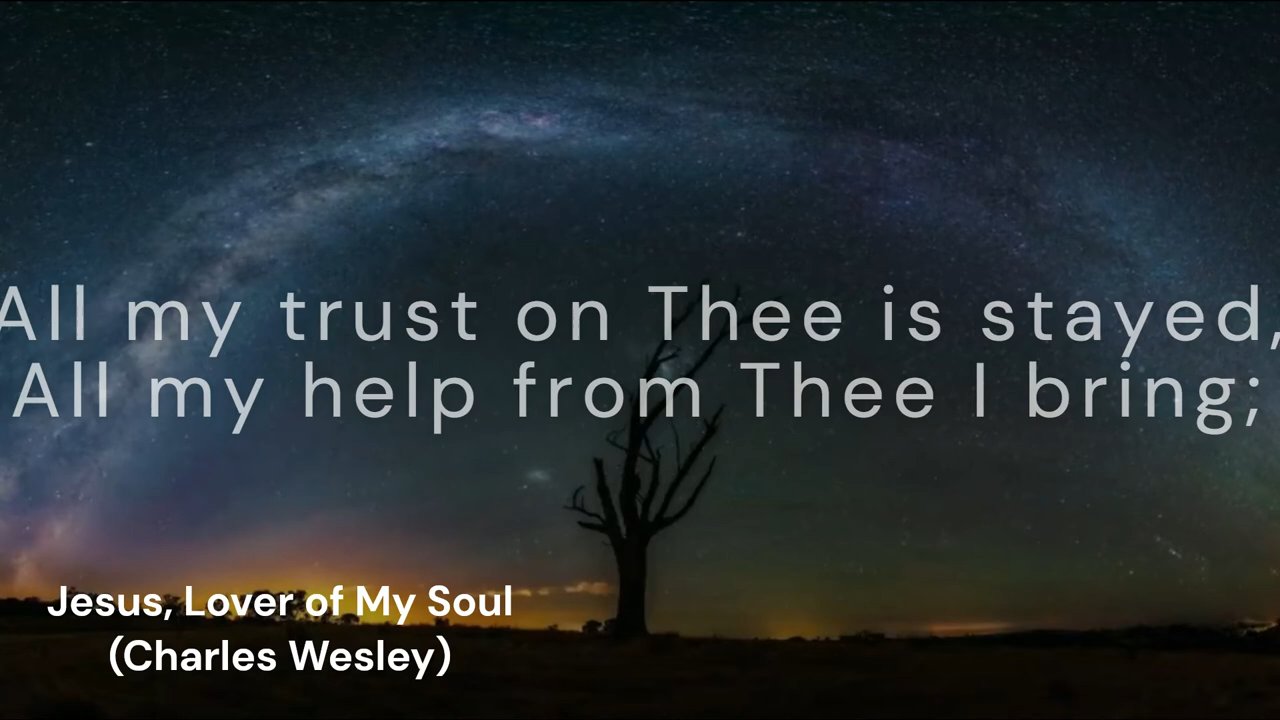 All my trust on Thee is stayed,
All my help from Thee I bring;
Jesus, Lover of My Soul
(Charles Wesley)